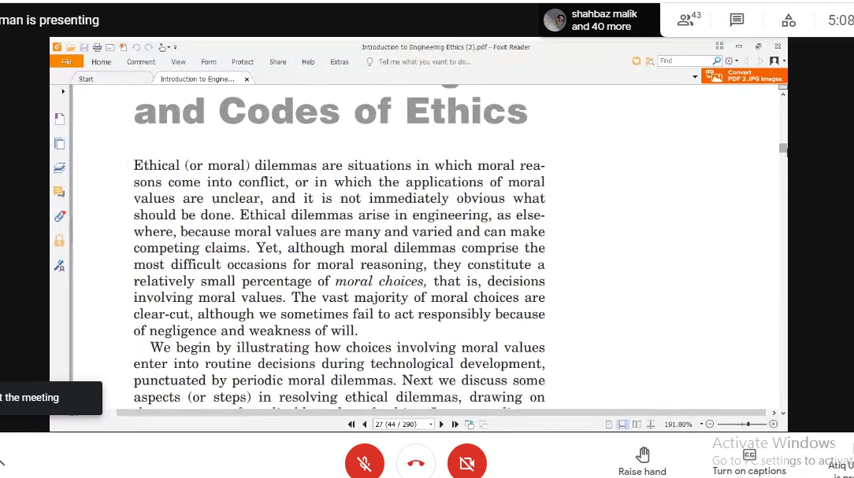 man is presenting
shahbaz malik
and 40 more
43
5:08
Introduction to Engineering Ethics (2).pdf - Foxit Reader
File
Home
Comment
View
Form
Protect
Share
Help
Extras
Tell me what you want to do...
Find
Start
Introduction to Engine...
Convert
PDF 2 JPG Images
and Codes of Ethics
Ethical (or moral) dilemmas are situations in which moral rea-
sons come into conflict, or in which the applications of moral
values are unclear, and it is not immediately obvious what
should be done. Ethical dilemmas arise in engineering, as else-
where, because moral values are many and varied and can make
competing claims. Yet, although moral dilemmas comprise the
most difficult occasions for moral reasoning, they constitute a
relatively small percentage of moral choices, that is, decisions
involving moral values. The vast majority of moral choices are
clear-cut, although we sometimes fail to act responsibly because
of negligence and weakness of will.
We begin by illustrating how choices involving moral values
enter into routine decisions during technological development,
punctuated by periodic moral dilemmas. Next we discuss some
aspects (or steps) in resolving ethical dilemmas, drawing on
t the meeting
27 (44 / 290)
191.80%
Activate Windows
Go to PC settings to activat
Raise hand
Turn on captions
Atiq U
is pre